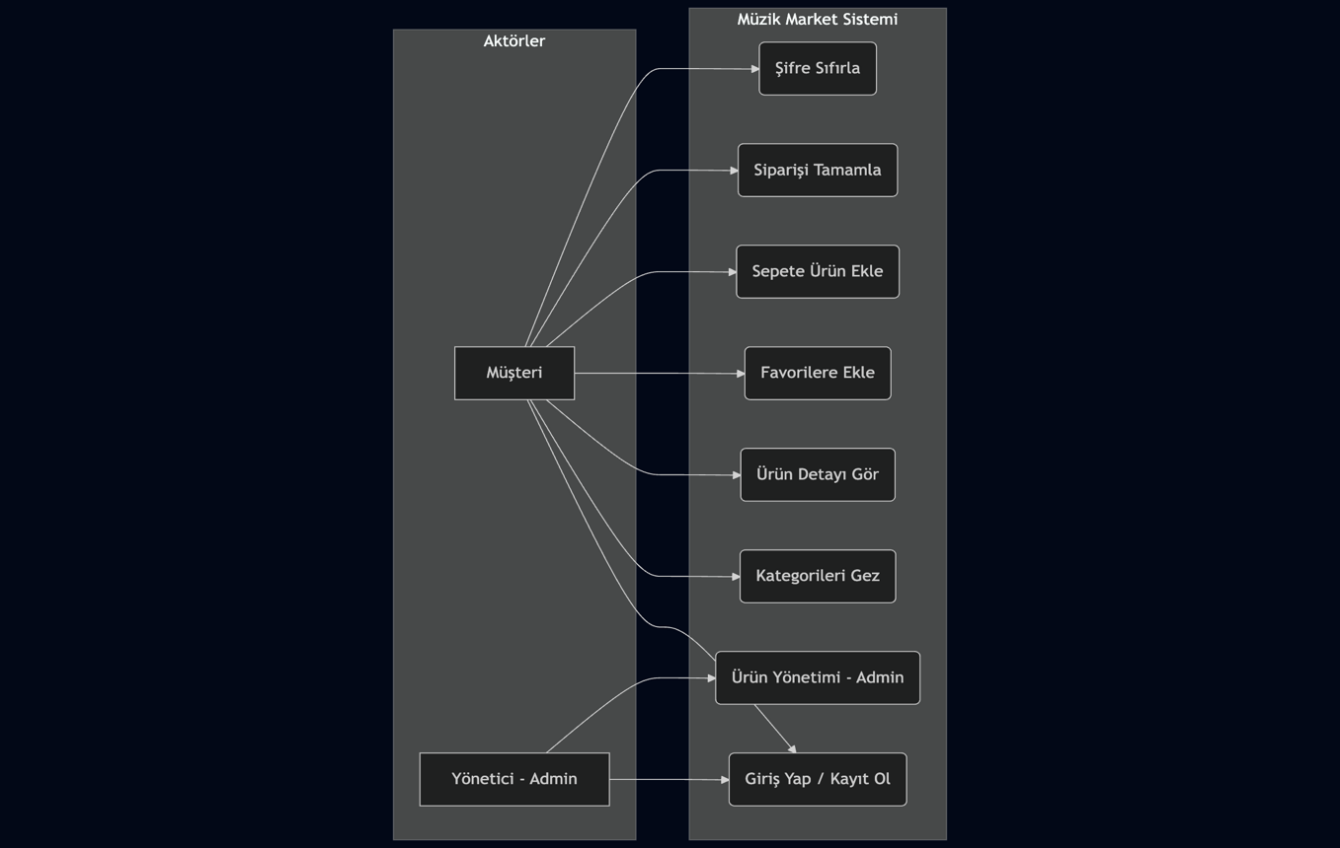 Aktörler
Müşteri
Yönetici - Admin
Müzik Market Sistemi
Şifre Sıfırla
Siparişi Tamamla
Sepete Ürün Ekle
Favorilere Ekle
Ürün Detayı Gör
Kategorileri Gez
Ürün Yönetimi - Admin
Giriş Yap / Kayıt Ol